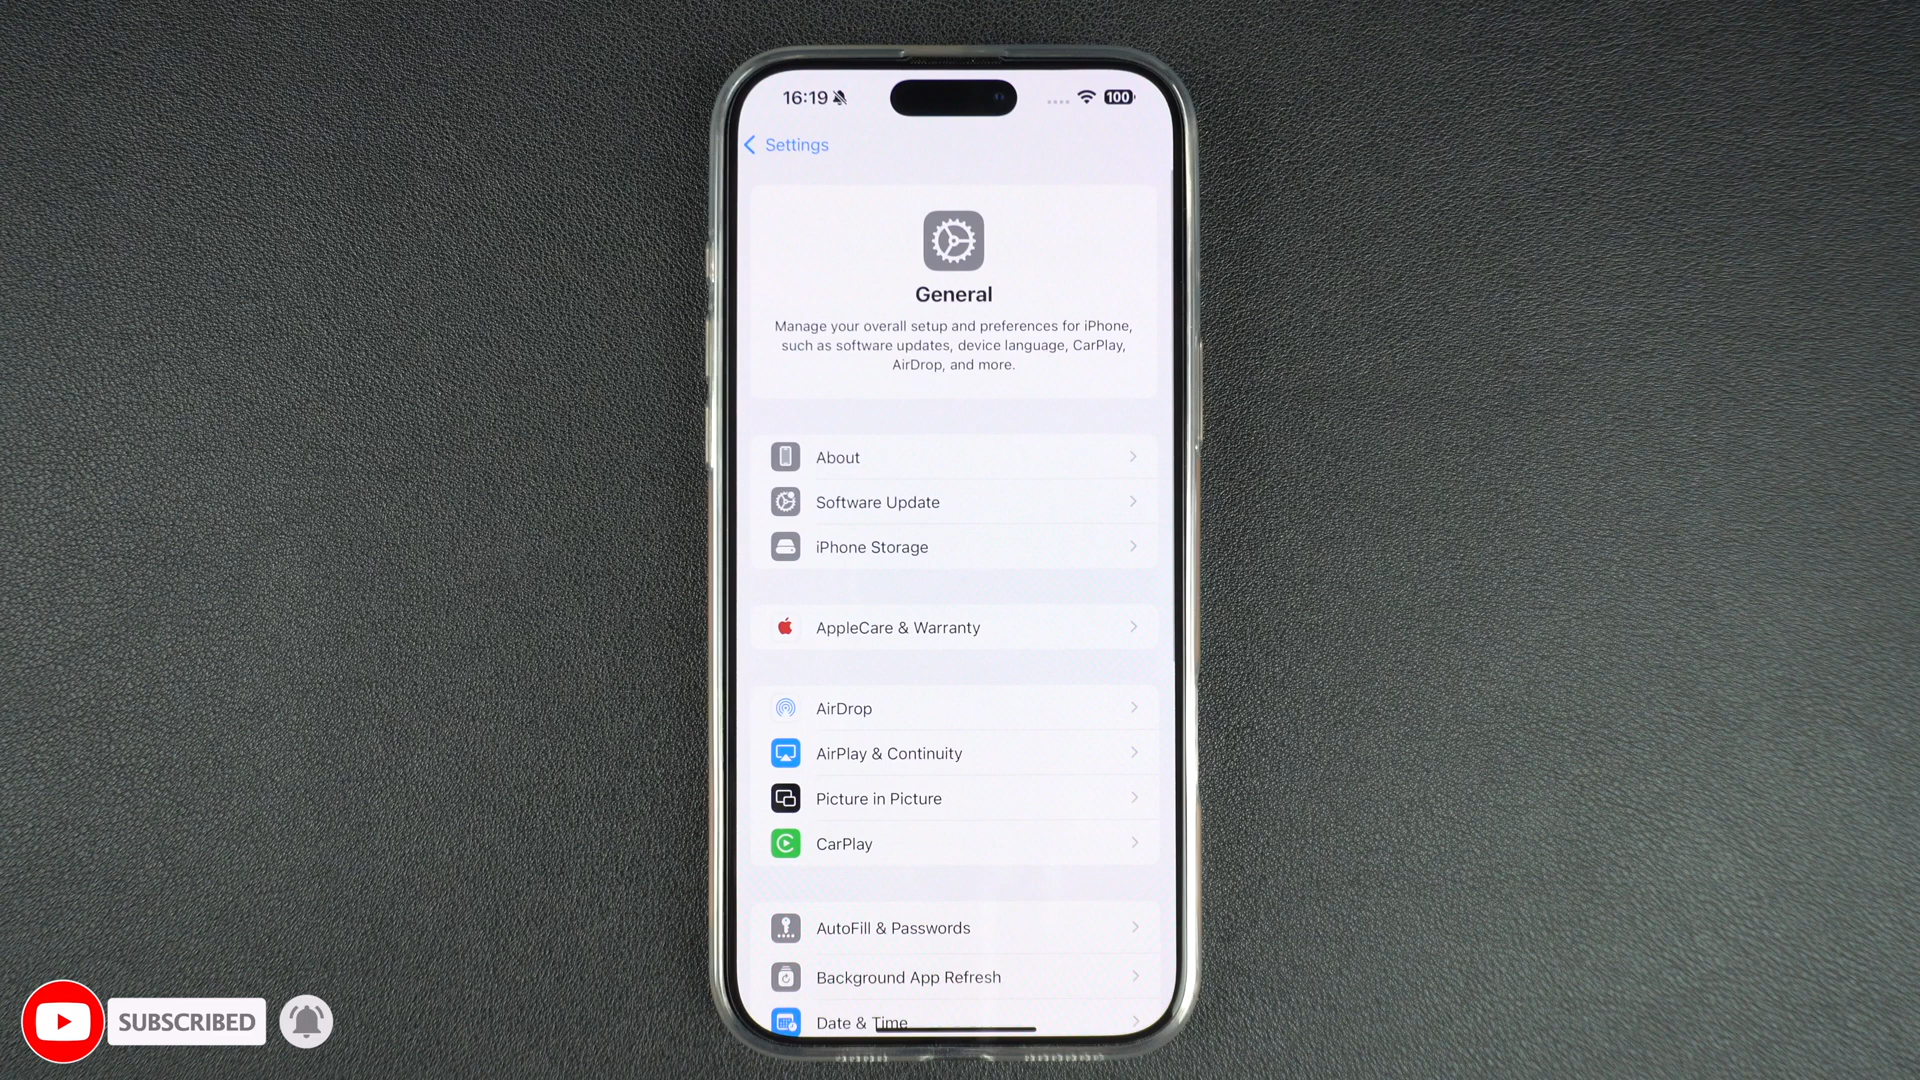 16:19
100
Settings
General
Manage your overall setup and preferences for iPhone,
such as software updates, device language, CarPlay,
AirDrop, and more.
About
Software Update
iPhone Storage
AppleCare & Warranty
AirDrop
AirPlay & Continuity
Picture in Picture
CarPlay
AutoFill & Passwords
Background App Refresh
Date & Time
SUBSCRIBED